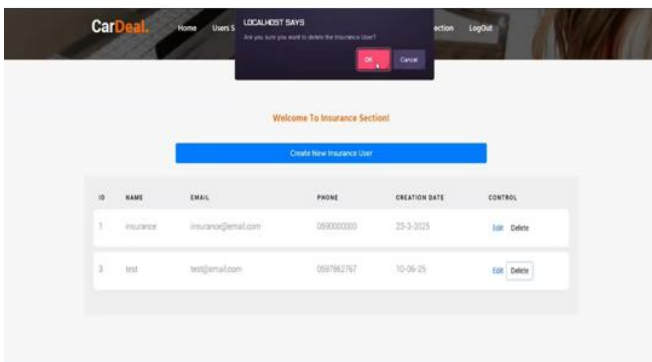 CarDeal.
Home Users S
LOCALHOST SAYS
Are you sure you want to delete the Insurance User?
OK Cancel
ection LogOut
Welcome To Insurance Section!
Create New Insurance User
ID NAME EMAIL PHONE CREATION DATE CONTROL
1 insurance insurance@email.com 0590000000 23-3-2025 Edit Delete
3 test test@email.com 0597862767 10-06-25 Edit Delete